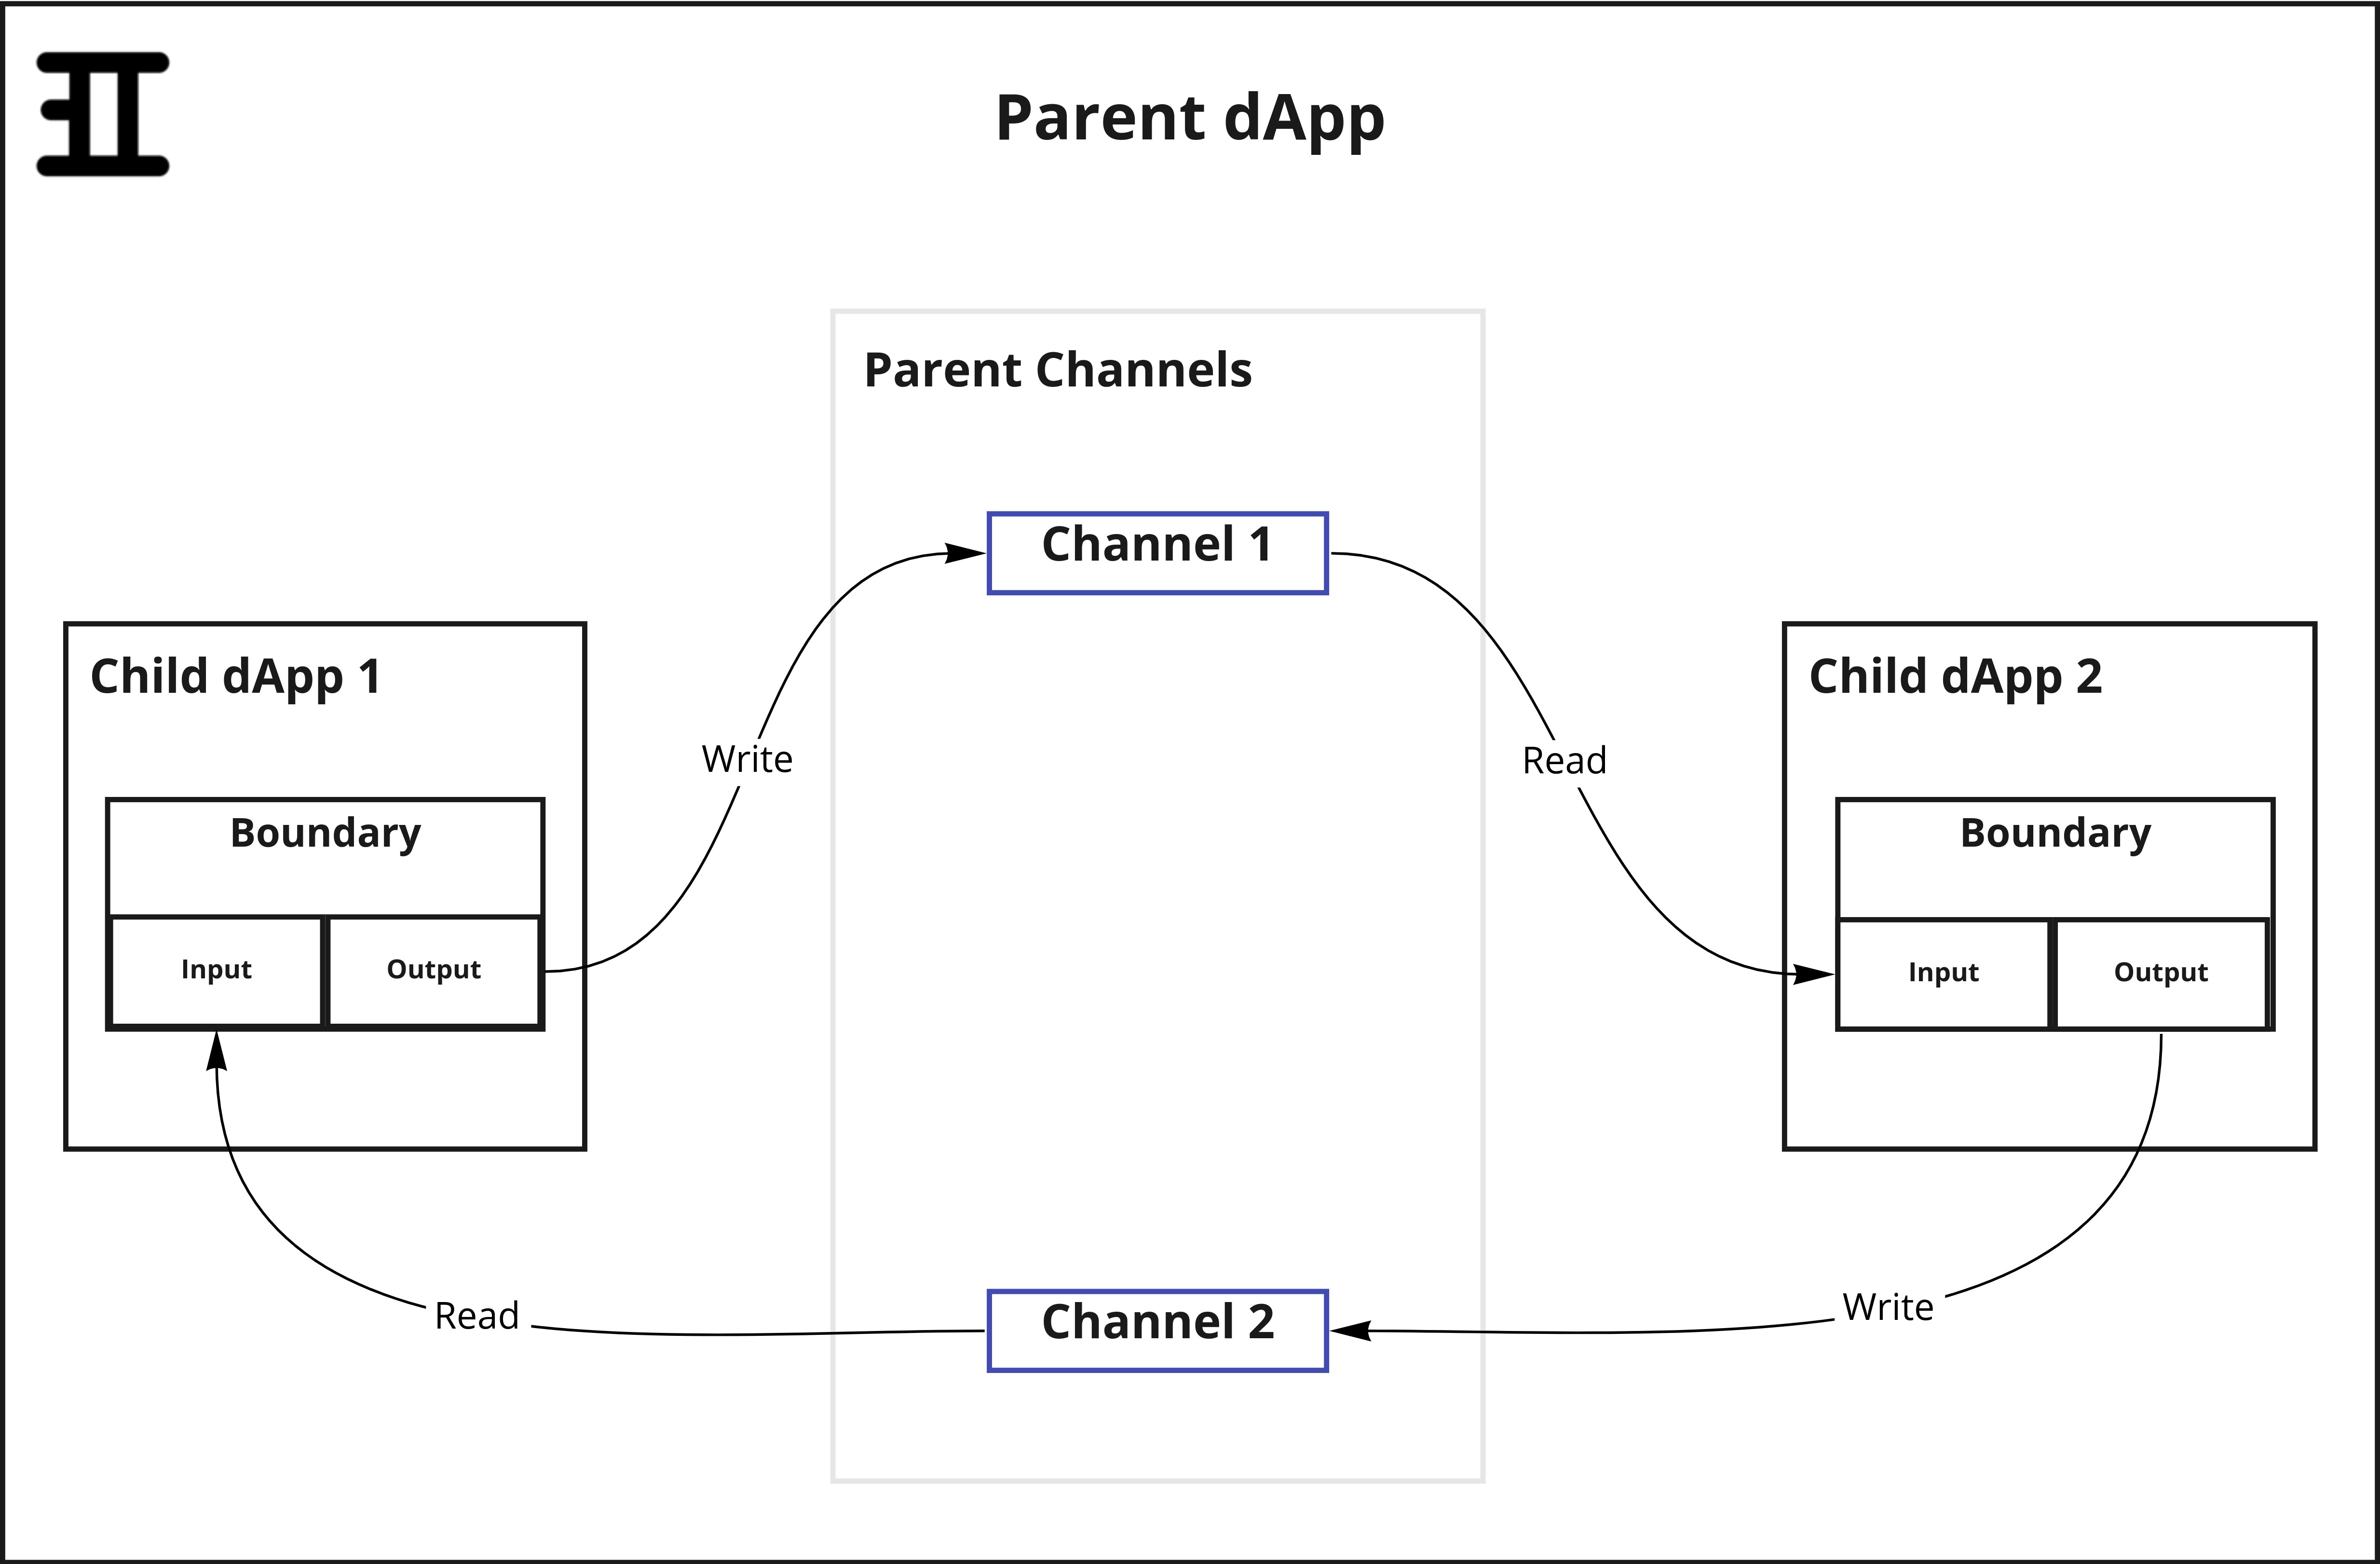 Parent dApp
Parent Channels
Channel 1
Child dApp 1
Child dApp 2
Write
Read
Boundary
Boundary
Input
Output
Input
Output
Read
Channel 2
Write